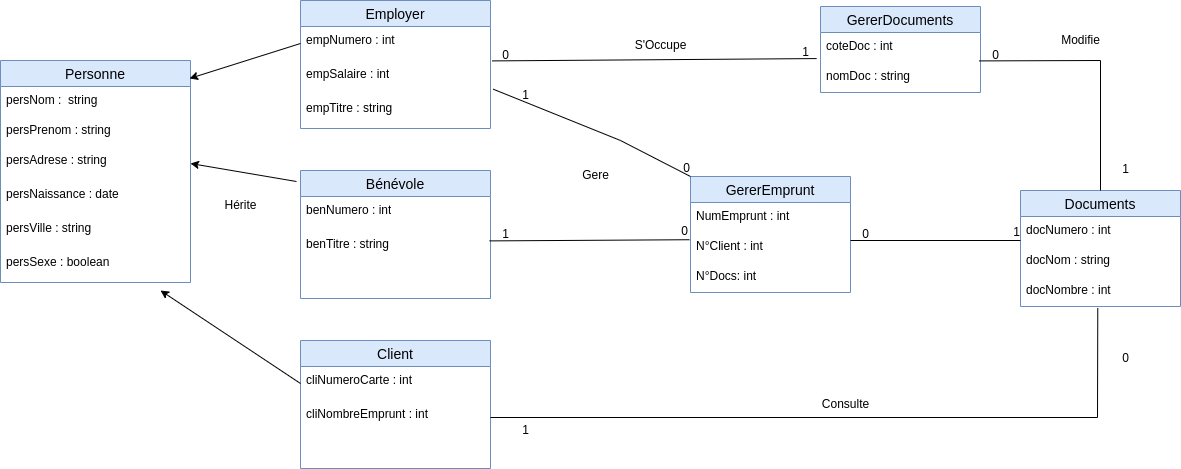 Personne
persNom :  string
persPrenom : string
persAdrese : string
persNaissance : date
persVille : string
persSexe : boolean
Hérite
Employer
empNumero : int
empSalaire : int
empTitre : string
Bénévole
benNumero : int
benTitre : string
Client
cliNumeroCarte : int
cliNombreEmprunt : int
0
S'Occupe
1
1
Gere
0
1
0
GererDocuments
coteDoc : int
nomDoc : string
0
Modifie
1
GererEmprunt
NumEmprunt : int
N°Client : int
N°Docs: int
0
1
Documents
docNumero : int
docNom : string
docNombre : int
0
Consulte
1